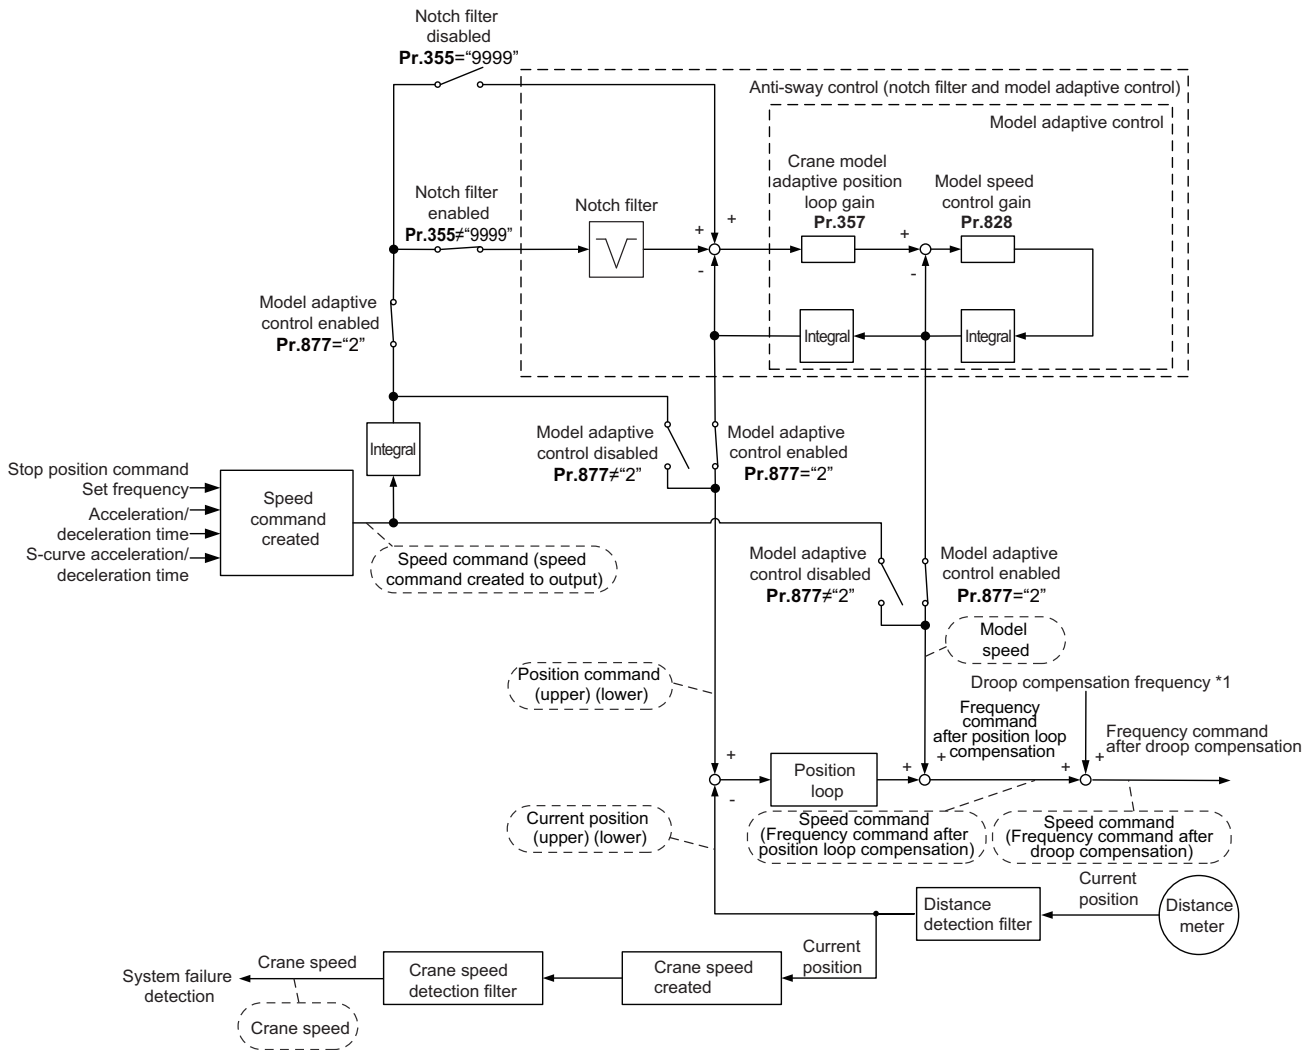 Notch filter
disabled
Pr.355=“9999”
Anti-sway control (notch filter and model adaptive control)
Model adaptive control
Crane model
adaptive position
loop gain
Pr.357
Model speed
control gain
Pr.828
Notch filter
enabled
Pr.355≠“9999”
Notch filter
+
+
-
+
-
Model adaptive
control enabled
Pr.877=“2”
Integral
Integral
Integral
Model adaptive
control disabled
Pr.877≠“2”
Model adaptive
control enabled
Pr.877=“2”
Stop position command
Set frequency
Acceleration/
deceleration time
S-curve acceleration/
deceleration time
Speed
command
created
Speed command (speed
command created to output)
Model adaptive
control disabled
Pr.877≠“2”
Model adaptive
control enabled
Pr.877=“2”
Model
speed
Position command
(upper) (lower)
Droop compensation frequency *1
Frequency
command
after position loop
compensation
Frequency command
after droop compensation
+
-
Position
loop
+
+
+
+
Current position
(upper) (lower)
Speed command
(Frequency command after
position loop compensation)
Speed command
(Frequency command after
droop compensation)
Distance
detection filter
Current
position
Distance
meter
Current
position
Crane speed
created
Crane speed
detection filter
Crane speed
System failure
detection
Crane speed